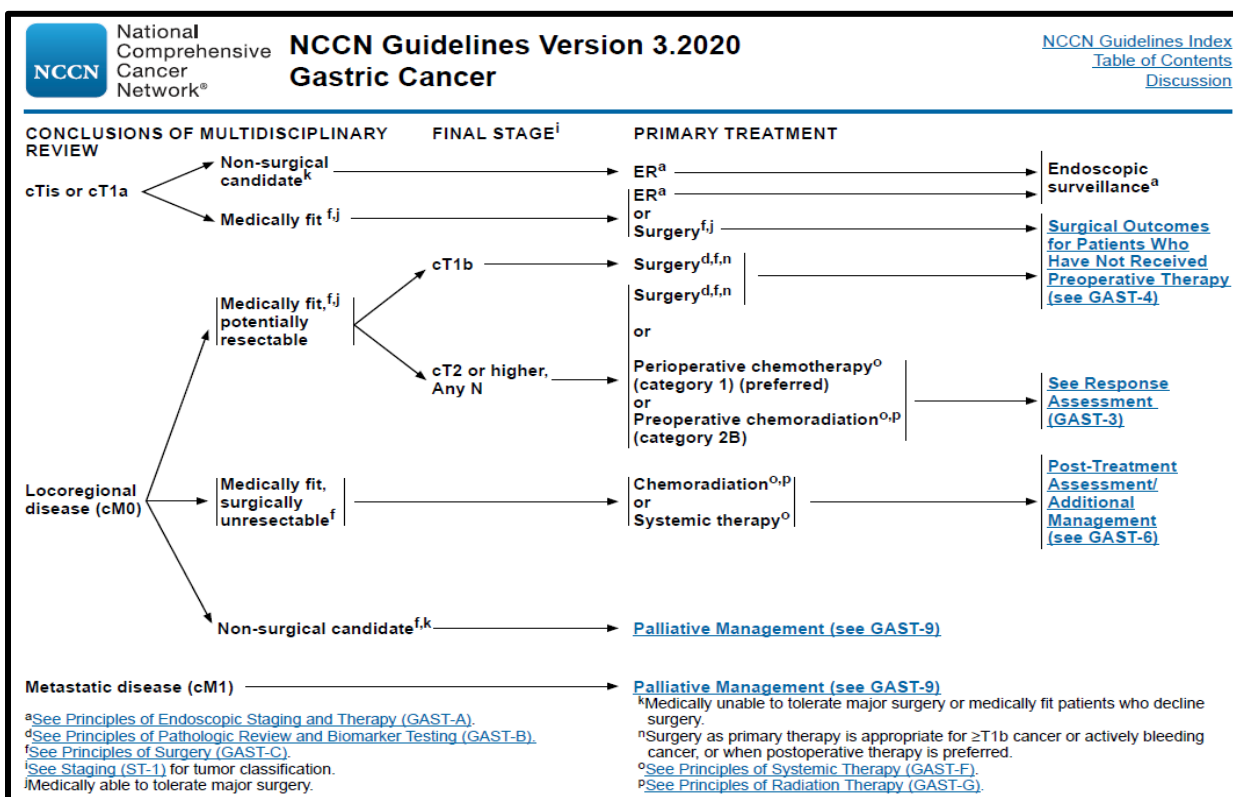 NCCN
National
Comprehensive
Cancer
Network®
NCCN Guidelines Version 3.2020
Gastric Cancer
NCCN Guidelines Index
Table of Contents
Discussion
CONCLUSIONS OF MULTIDISCIPLINARY
REVIEW
FINAL STAGEi
PRIMARY TREATMENT
cTis or cT1a
Non-surgical
candidatek
ERa
Endoscopic
surveillancea
Medically fit f,j
ERa
or
Surgeryf,j
Surgical Outcomes
for Patients Who
Have Not Received
Preoperative Therapy
(see GAST-4)
Locoregional
disease (cM0)
Medically fit,f,j
potentially
resectable
cT1b
Surgeryd,f,n
cT2 or higher,
Any N
Surgeryd,f,n
or
Perioperative chemotherapyo
(category 1) (preferred)
or
Preoperative chemoradiationo,p
(category 2B)
See Response
Assessment
(GAST-3)
Medically fit,
surgically
unresectablef
Chemoradiationo,p
or
Systemic therapyo
Post-Treatment
Assessment/
Additional
Management
(see GAST-6)
Non-surgical candidatef,k
Palliative Management (see GAST-9)
Metastatic disease (cM1)
Palliative Management (see GAST-9)
aSee Principles of Endoscopic Staging and Therapy (GAST-A).
dSee Principles of Pathologic Review and Biomarker Testing (GAST-B).
fSee Principles of Surgery (GAST-C).
iSee Staging (ST-1) for tumor classification.
jMedically able to tolerate major surgery.
kMedically unable to tolerate major surgery or medically fit patients who decline
surgery.
nSurgery as primary therapy is appropriate for ≥T1b cancer or actively bleeding
cancer, or when postoperative therapy is preferred.
oSee Principles of Systemic Therapy (GAST-F).
pSee Principles of Radiation Therapy (GAST-G).